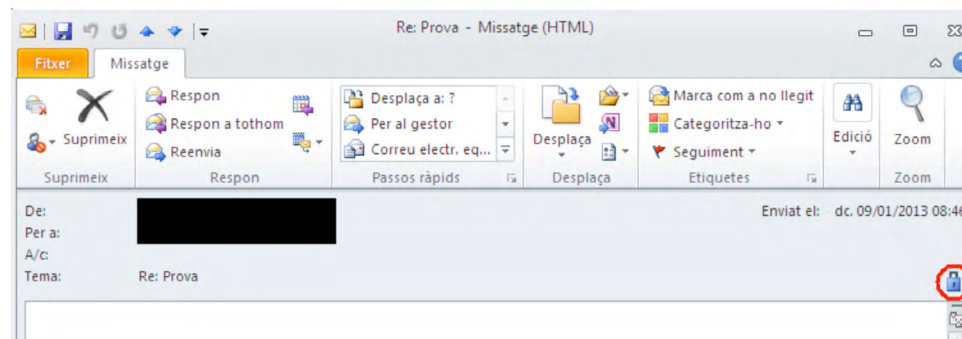 Re: Prova - Missatge (HTML)
Fitxer Missatge
Suprimeix
Respon
Respon a tothom
Reenvia
Desplaça a: ?
Per al gestor
Correu electr. eq...
Desplaça
Marca com a no llegit
Categoritza-ho
Seguiment
Edició
Zoom
Suprimeix Respon Passos ràpids Desplaça Etiquetes Zoom
De:
Enviat el: dc. 09/01/2013 08:46
Per a:
A/c:
Tema: Re: Prova